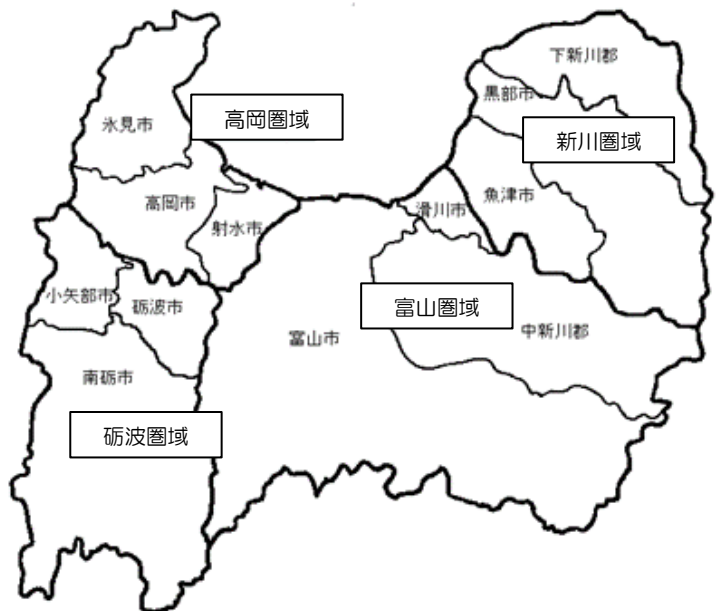 下新川郡
黒部市
氷見市
高岡圏域
新川圏域
魚津市
高岡市
滑川市
射水市
小矢部市
砺波市
富山圏域
富山市
中新川郡
南砺市
砺波圏域